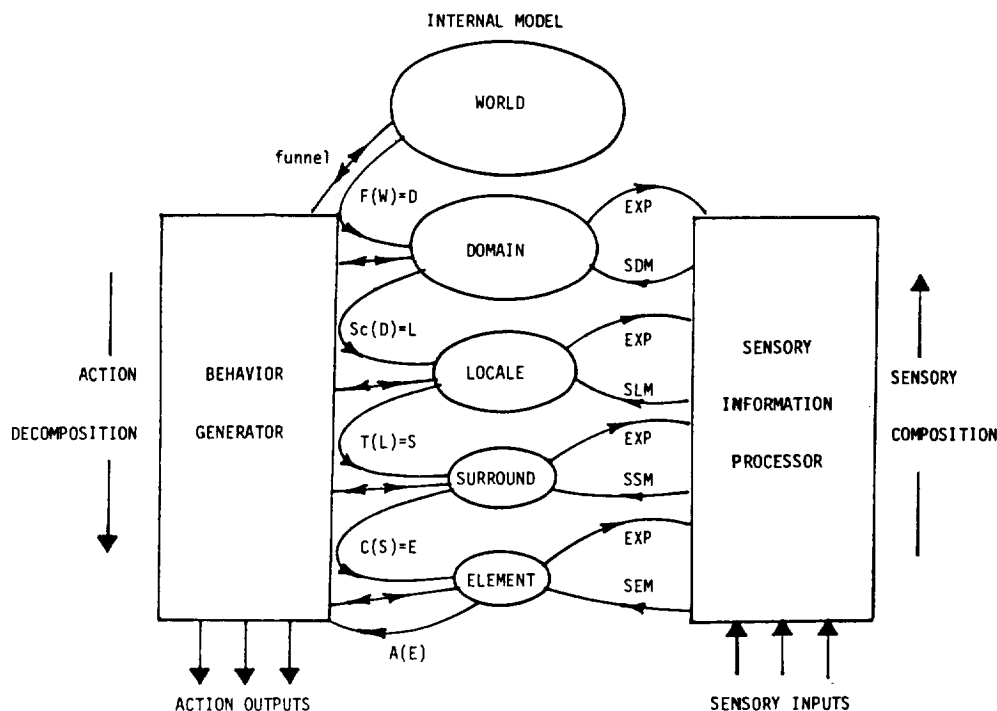 INTERNAL MODEL
WORLD
funnel
F(W)=D
EXP
DOMAIN
SDM
Sc(D)=L
EXP
ACTION
BEHAVIOR
LOCALE
SENSORY
SENSORY
SLM
INFORMATION
DECOMPOSITION
GENERATOR
T(L)=S
EXP
COMPOSITION
PROCESSOR
SURROUND
SSM
C(S)=E
EXP
ELEMENT
SEM
A(E)
ACTION OUTPUTS
SENSORY INPUTS